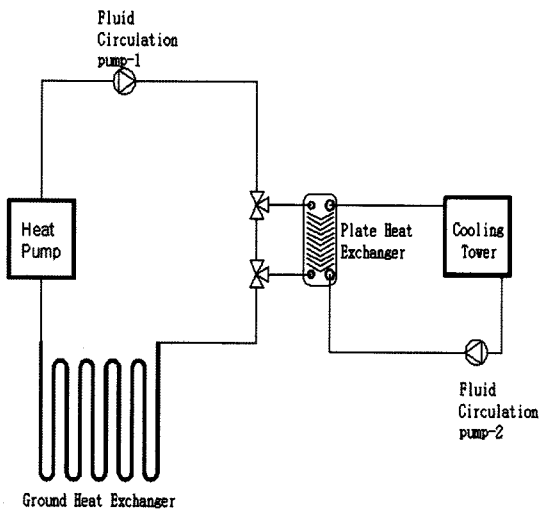 Fluid
Circulation
pump-1
Heat
Pump
Plate Heat
Exchanger
Cooling
Tower
Fluid
Circulation
pump-2
Ground Heat Exchanger